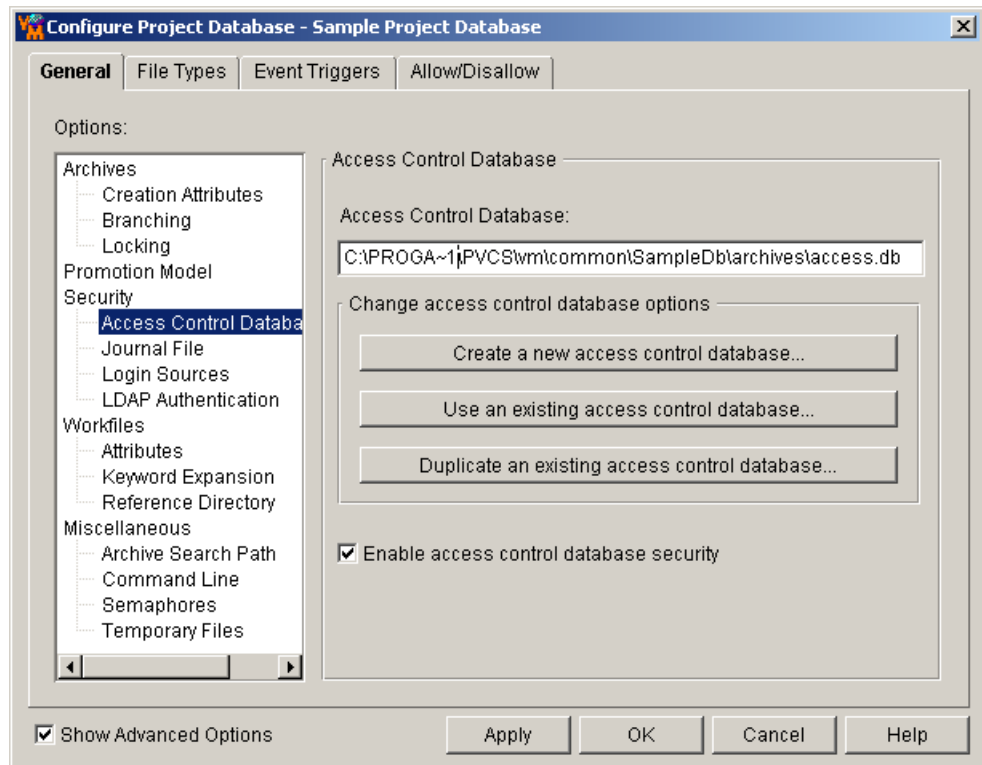 VM Configure Project Database - Sample Project Database
General File Types Event Triggers Allow/Disallow
Options:
Archives
Creation Attributes
Branching
Locking
Promotion Model
Security
Access Control Databa
Journal File
Login Sources
LDAP Authentication
Workfiles
Attributes
Keyword Expansion
Reference Directory
Miscellaneous
Archive Search Path
Command Line
Semaphores
Temporary Files
Access Control Database
Access Control Database:
C:\PROGA~1\PVCS\vm\common\SampleDb\archives\access.db
Change access control database options
Create a new access control database...
Use an existing access control database...
Duplicate an existing access control database...
Enable access control database security
Show Advanced Options
Apply OK Cancel Help